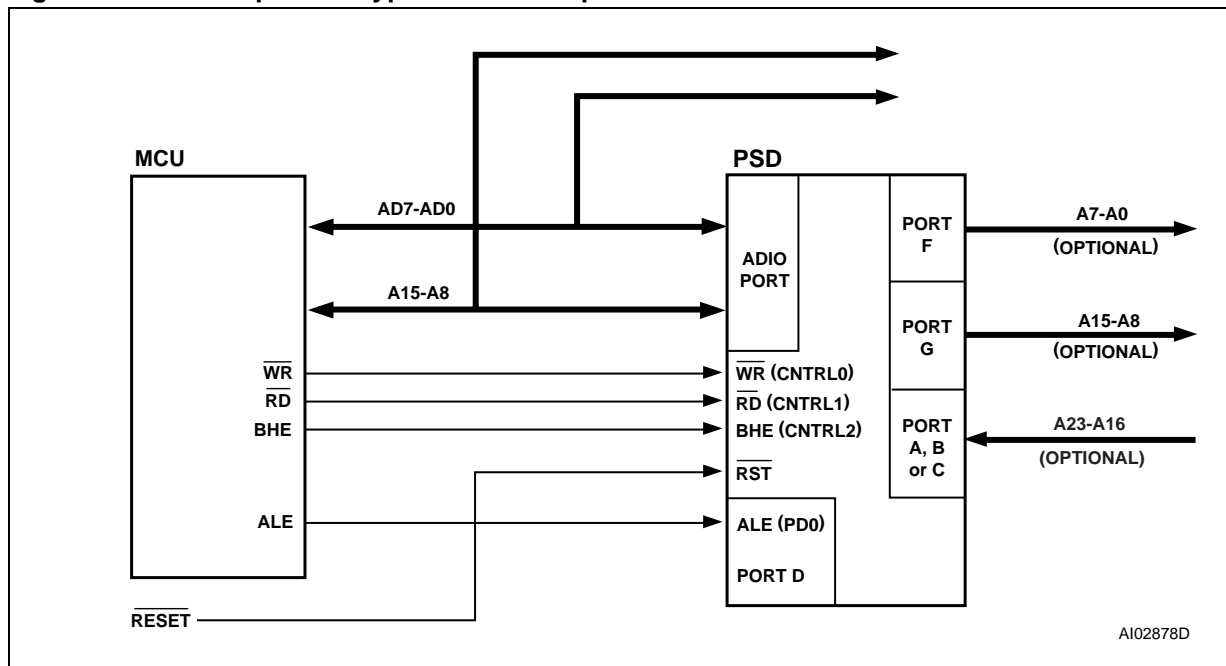 MCU
PSD
AD7-AD0
A15-A8
WR
RD
BHE
ALE
RESET
ADIO
PORT
WR (CNTRL0)
RD (CNTRL1)
BHE (CNTRL2)
RST
ALE (PD0)
PORT D
PORT
F
PORT
G
PORT
A, B
or C
A7-A0
(OPTIONAL)
A15-A8
(OPTIONAL)
A23-A16
(OPTIONAL)
AI02878D